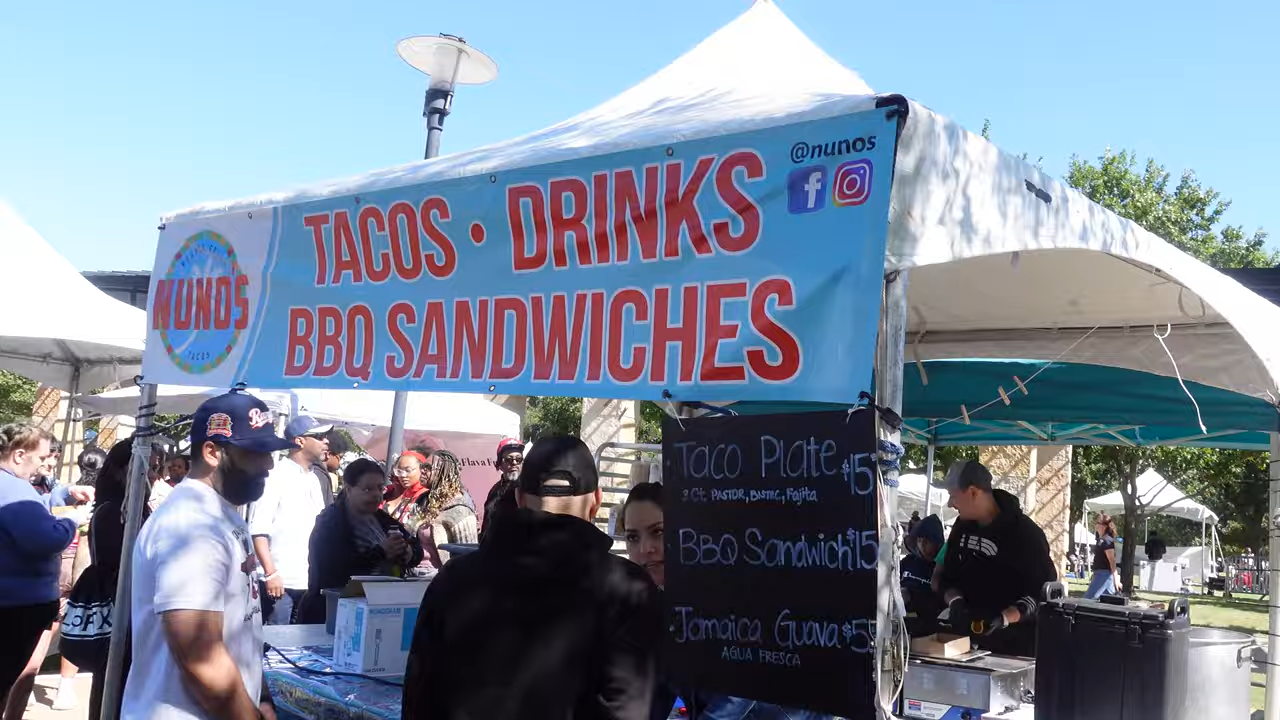 @nunos
TACOS • DRINKS
BBQ SANDWICHES
NUNOS
TACOS
Taco Plate $15
3 Ct PASTOR, BISTEC, Fajita
BBQ Sandwich $15
Jamaica Guava $5
AGUA FRESCA